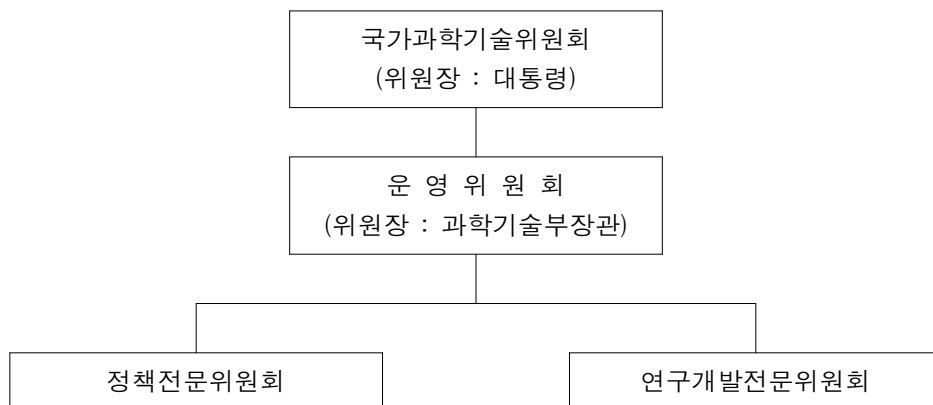 국가과학기술위원회
(위원장 : 대통령)
운 영 위 원 회
(위원장 : 과학기술부장관)
정책전문위원회
연구개발전문위원회